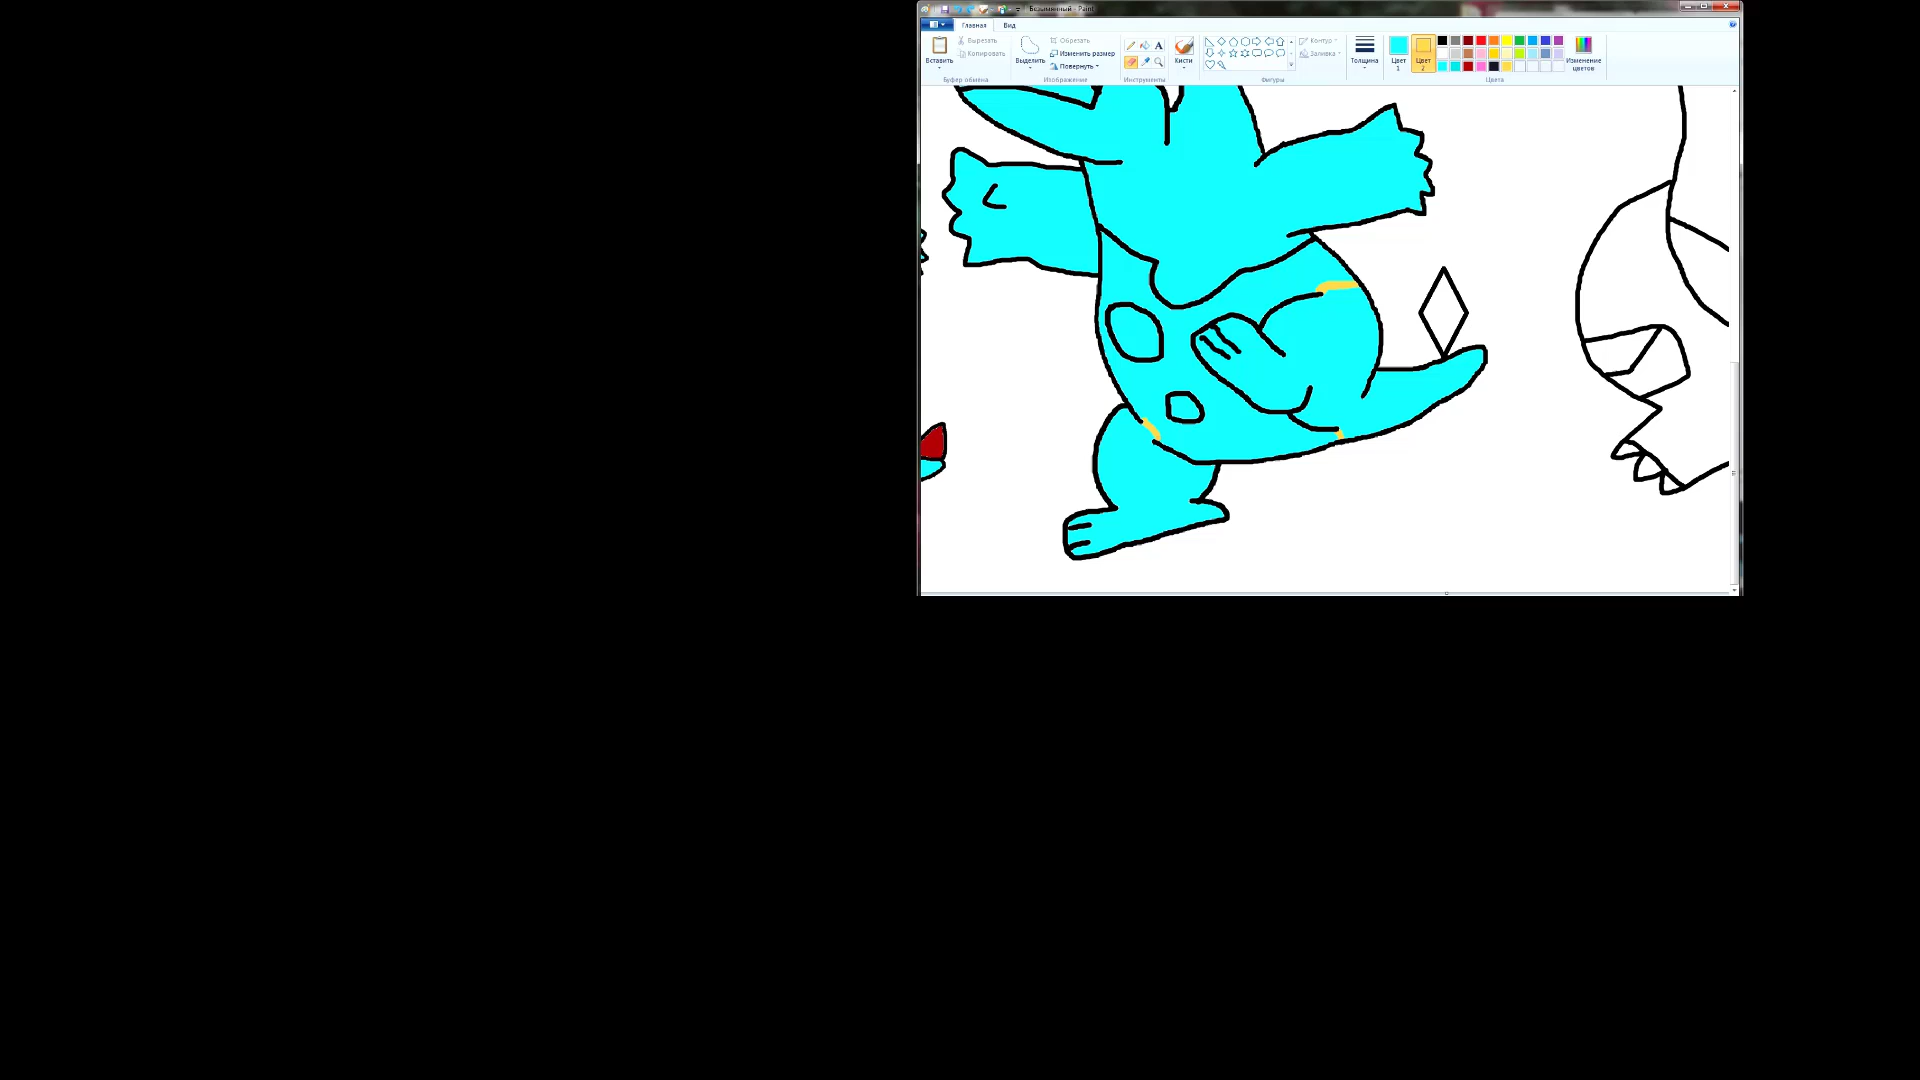 Безымянный - Paint
Главная
Вид
Вставить
Вырезать
Копировать
Буфер обмена
Выделить
Обрезать
Изменить размер
Повернуть
Изображение
A
Инструменты
Кисти
Контур
Заливка
Фигуры
Толщина
Цвет 1
Цвет 2
Изменение цветов
Цвета